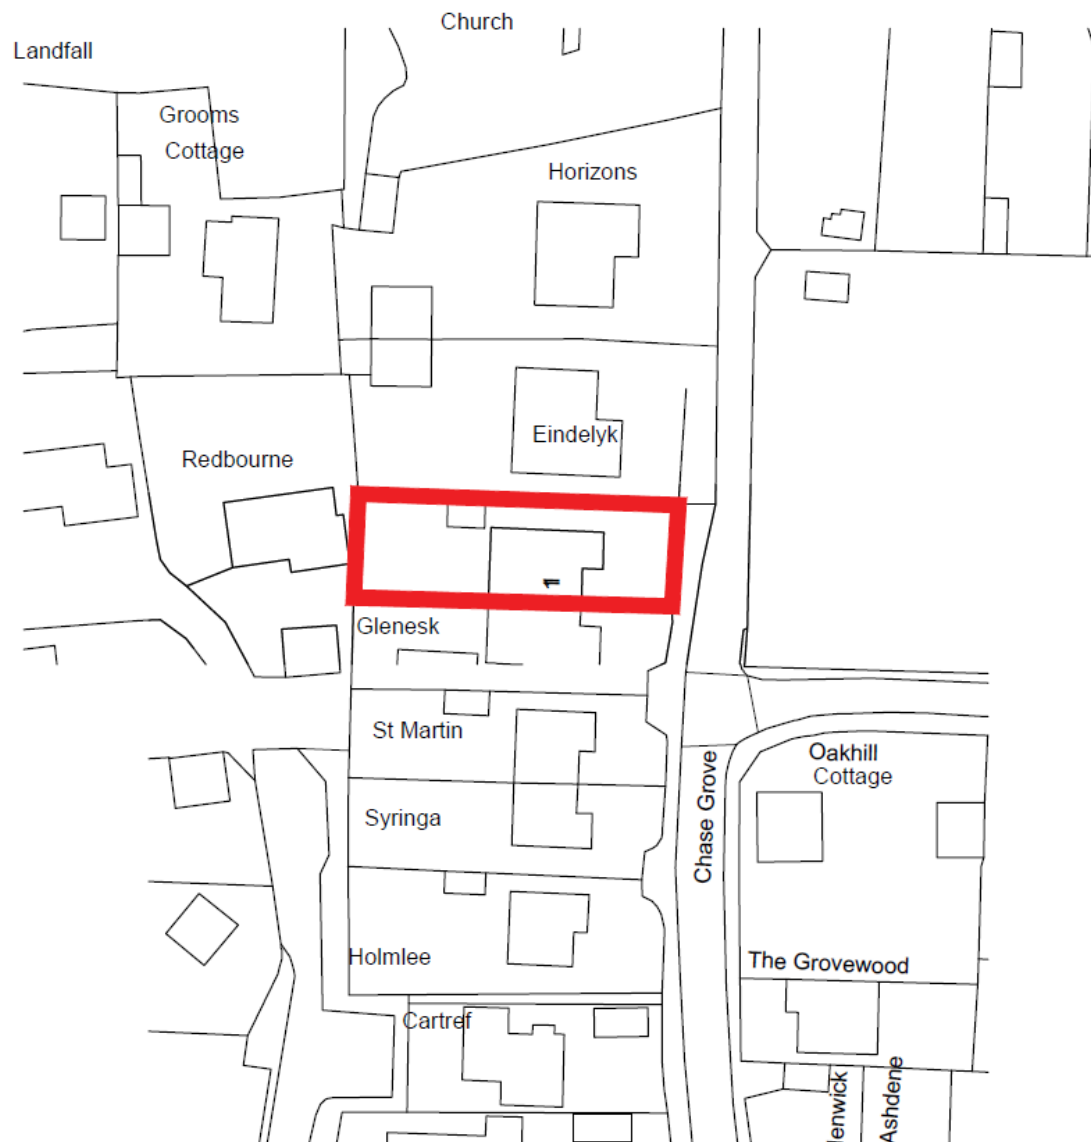 Church
Landfall
Grooms
Cottage
Horizons
Eindelyk
Redbourne
1
Glenesk
St Martin
Oakhill
Cottage
Chase Grove
Syringa
Holmlee
The Grovewood
Cartref
Ashdene